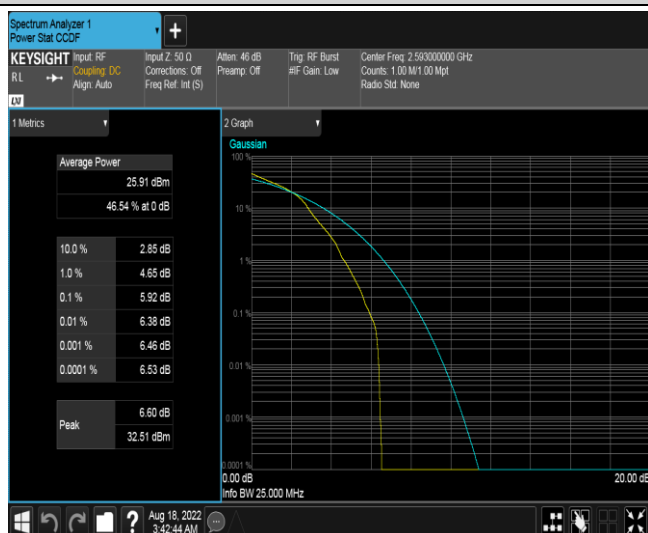 Spectrum Analyzer 1
Power Stat CCDF
+
KEYSIGHT
RL
LXI
Input: RF
Coupling: DC
Align: Auto
Input Z: 50 Ω
Corrections: Off
Freq Ref: Int (S)
Atten: 46 dB
Preamp: Off
Trig: RF Burst
#IF Gain: Low
Center Freq: 2.593000000 GHz
Counts: 1.00 M/1.00 Mpt
Radio Std: None
1 Metrics
Average Power
25.91 dBm
46.54 % at 0 dB
10.0 % 2.85 dB
1.0 % 4.65 dB
0.1 % 5.92 dB
0.01 % 6.38 dB
0.001 % 6.46 dB
0.0001 % 6.53 dB
Peak
6.60 dB
32.51 dBm
2 Graph
Gaussian
100 %
10 %
1 %
0.1 %
0.01 %
0.001 %
0.0001 %
0.00 dB 20.00 dB
Info BW 25.000 MHz
?
Aug 18, 2022
3:42:44 AM